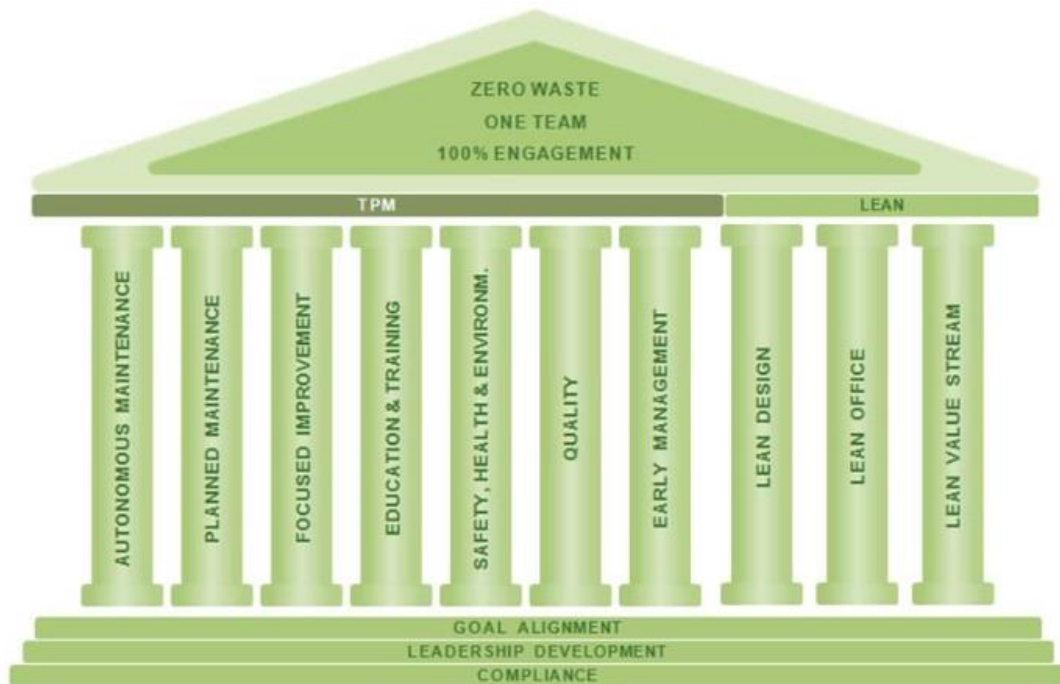 ZERO WASTE
ONE TEAM
100% ENGAGEMENT
TPM
LEAN
AUTONOMOUS MAINTENANCE
PLANNED MAINTENANCE
FOCUSED IMPROVEMENT
EDUCATION & TRAINING
SAFETY, HEALTH & ENVIRONM.
QUALITY
EARLY MANAGEMENT
LEAN DESIGN
LEAN OFFICE
LEAN VALUE STREAM
GOAL ALIGNMENT
LEADERSHIP DEVELOPMENT
COMPLIANCE